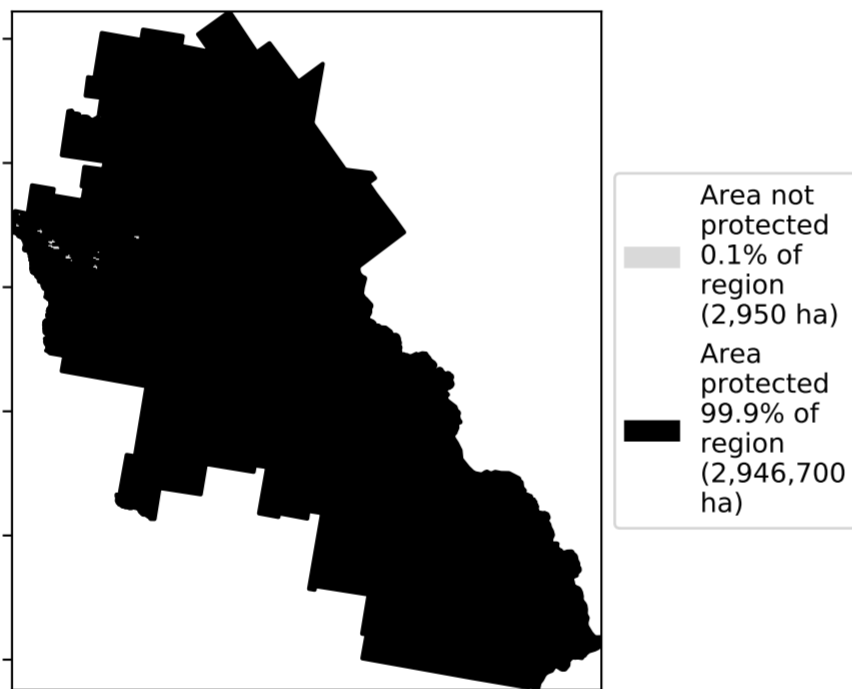 Area not
protected
0.1% of
region
(2,950 ha)
Area
protected
99.9% of
region
(2,946,700
ha)